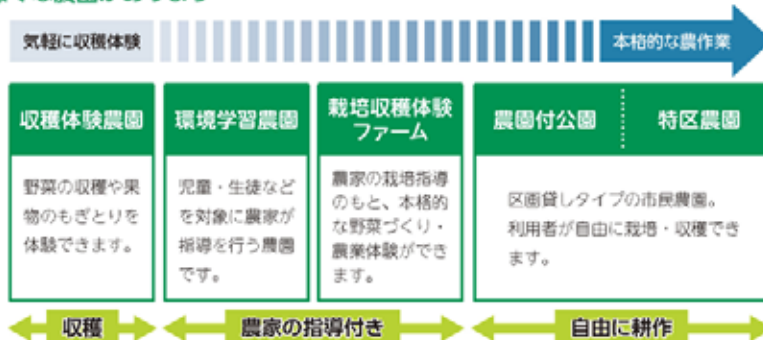 農園があります
気軽に収穫体験
本格的な農作業
収穫体験農園
野菜の収穫や果
物のもぎとりを
体験できます。
環境学習農園
児童・生徒など
を対象に農家が
指導を行う農園
です。
栽培収穫体験
ファーム
農家の栽培指導
のもと、本格的
な野菜づくり・
農業体験ができ
ます。
農園付公園
特区農園
区画貸しタイプの市民農園。
利用者が自由に栽培・収穫でき
ます。
収穫
農家の指導付き
自由に耕作